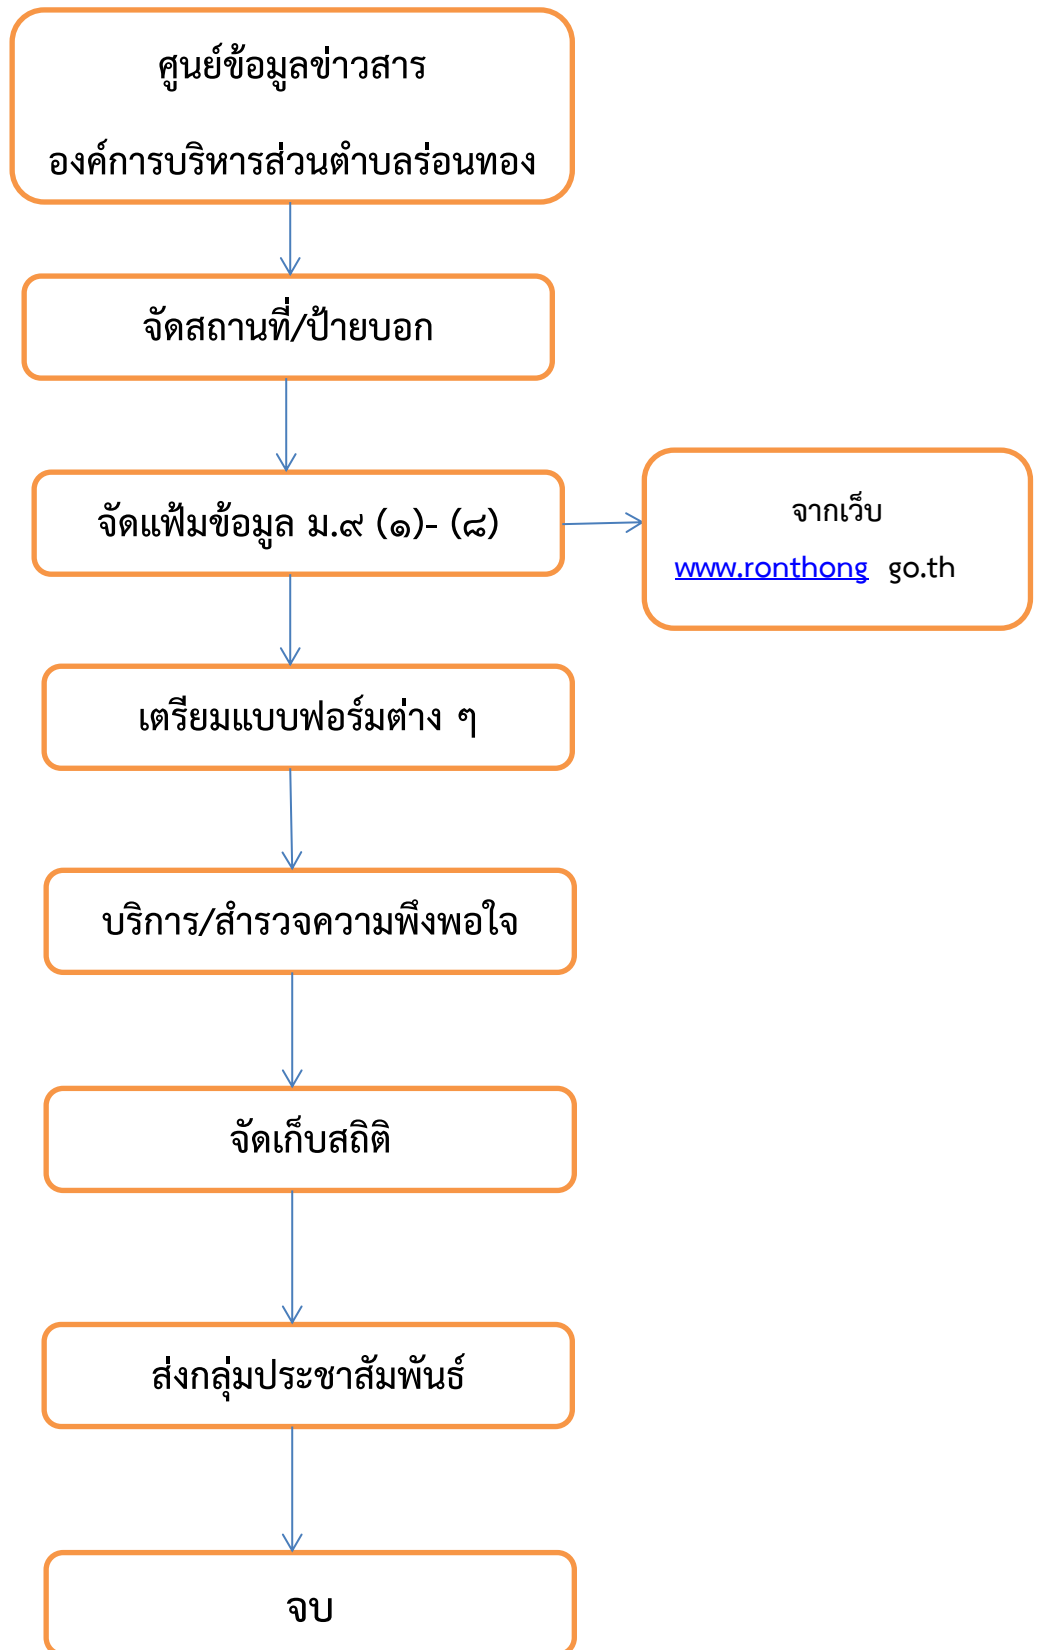 ศูนย์ข้อมูลข่าวสาร
องค์การบริหารส่วนตำบลร่อนทอง
จัดสถานที่/ป้ายบอก
จัดแฟ้มข้อมูล ม.๙ (๑)- (๘)
จากเว็บ
www.ronthong go.th
เตรียมแบบฟอร์มต่าง ๆ
บริการ/สำรวจความพึงพอใจ
จัดเก็บสถิติ
ส่งกลุ่มประชาสัมพันธ์
จบ